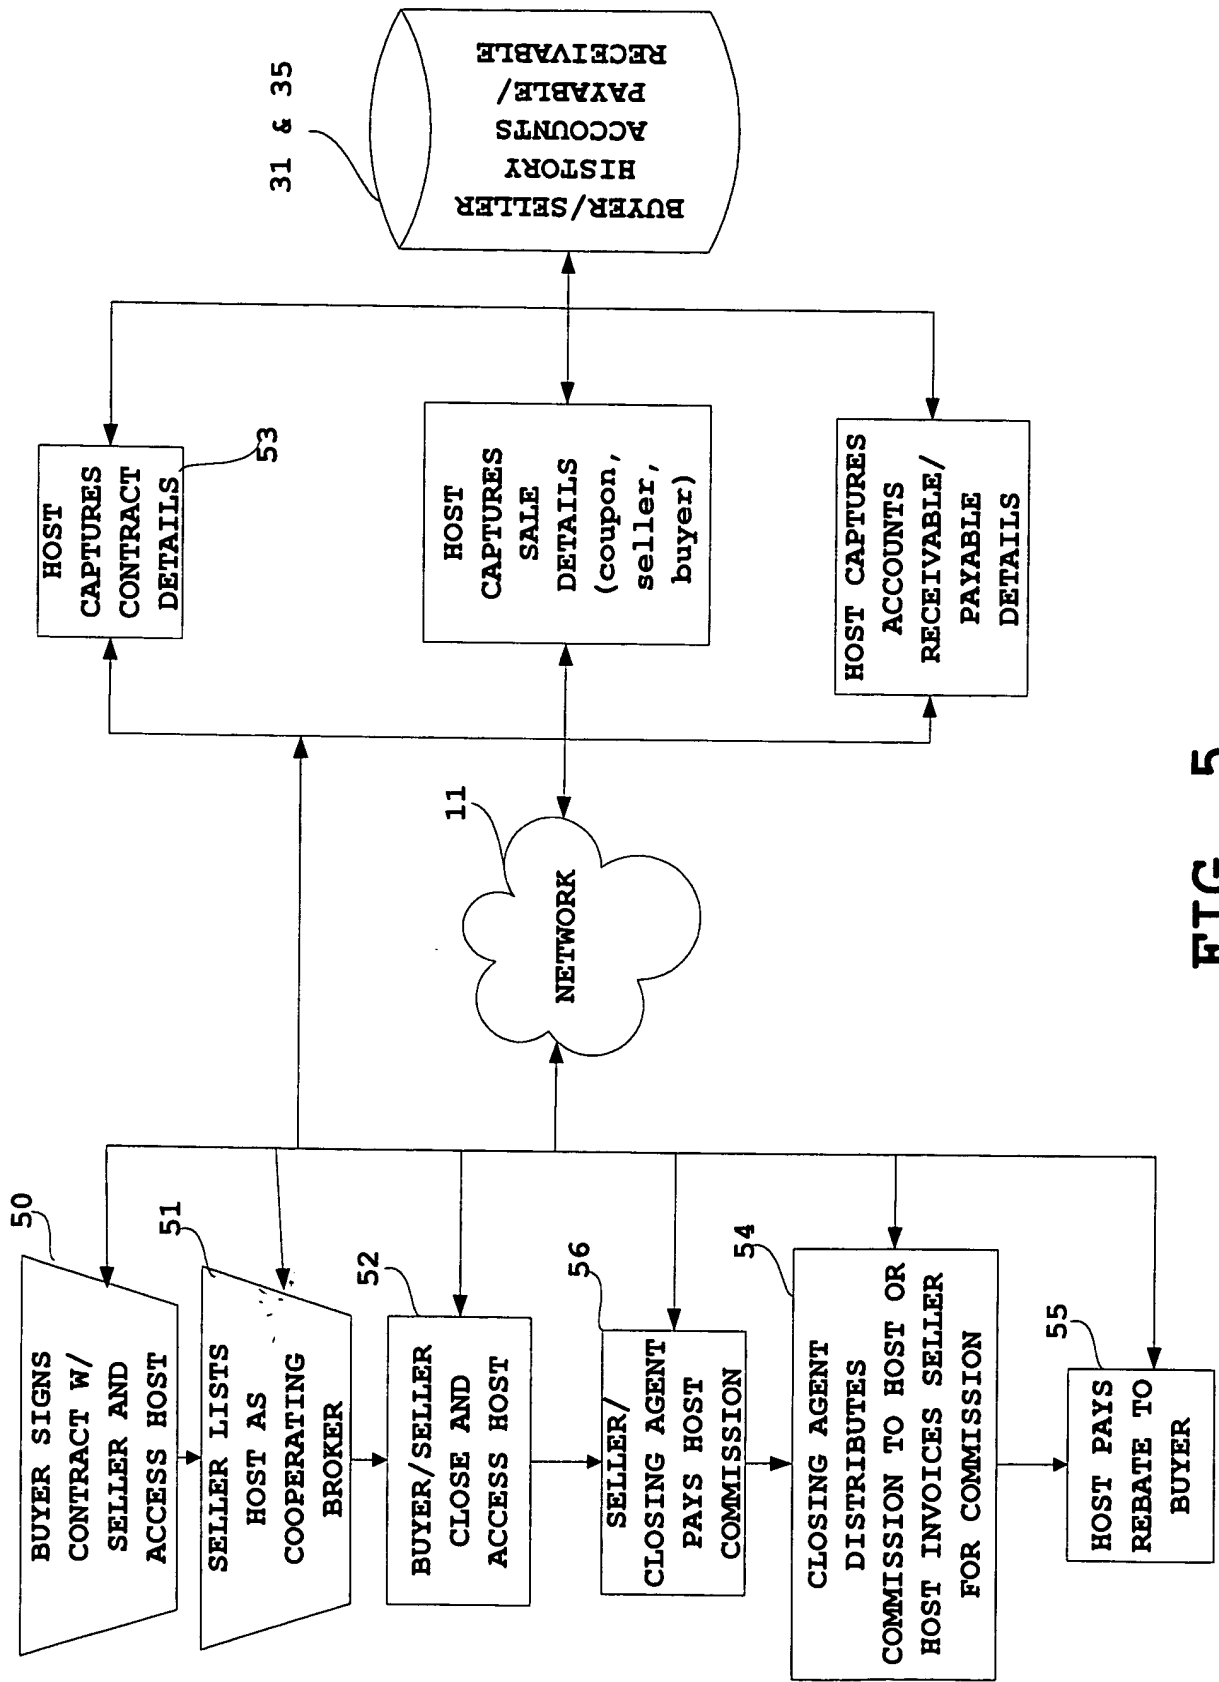 50
BUYER SIGNS
CONTRACT W/
SELLER AND
ACCESS HOST
51
SELLER LISTS
HOST AS
COOPERATING
BROKER
52
BUYER/SELLER
CLOSE AND
ACCESS HOST
56
SELLER/
CLOSING AGENT
PAYS HOST
COMMISSION
54
CLOSING AGENT
DISTRIBUTES
COMMISSION TO HOST OR
HOST INVOICES SELLER
FOR COMMISSION
55
HOST PAYS
REBATE TO
BUYER
11
NETWORK
HOST
CAPTURES
CONTRACT
DETAILS
53
HOST
CAPTURES
SALE
DETAILS
(coupon,
seller,
buyer)
HOST CAPTURES
ACCOUNTS
RECEIVABLE/
PAYABLE
DETAILS
31 & 35
BUYER/SELLER
HISTORY
ACCOUNTS
PAYABLE/
RECEIVABLE
FIG 5